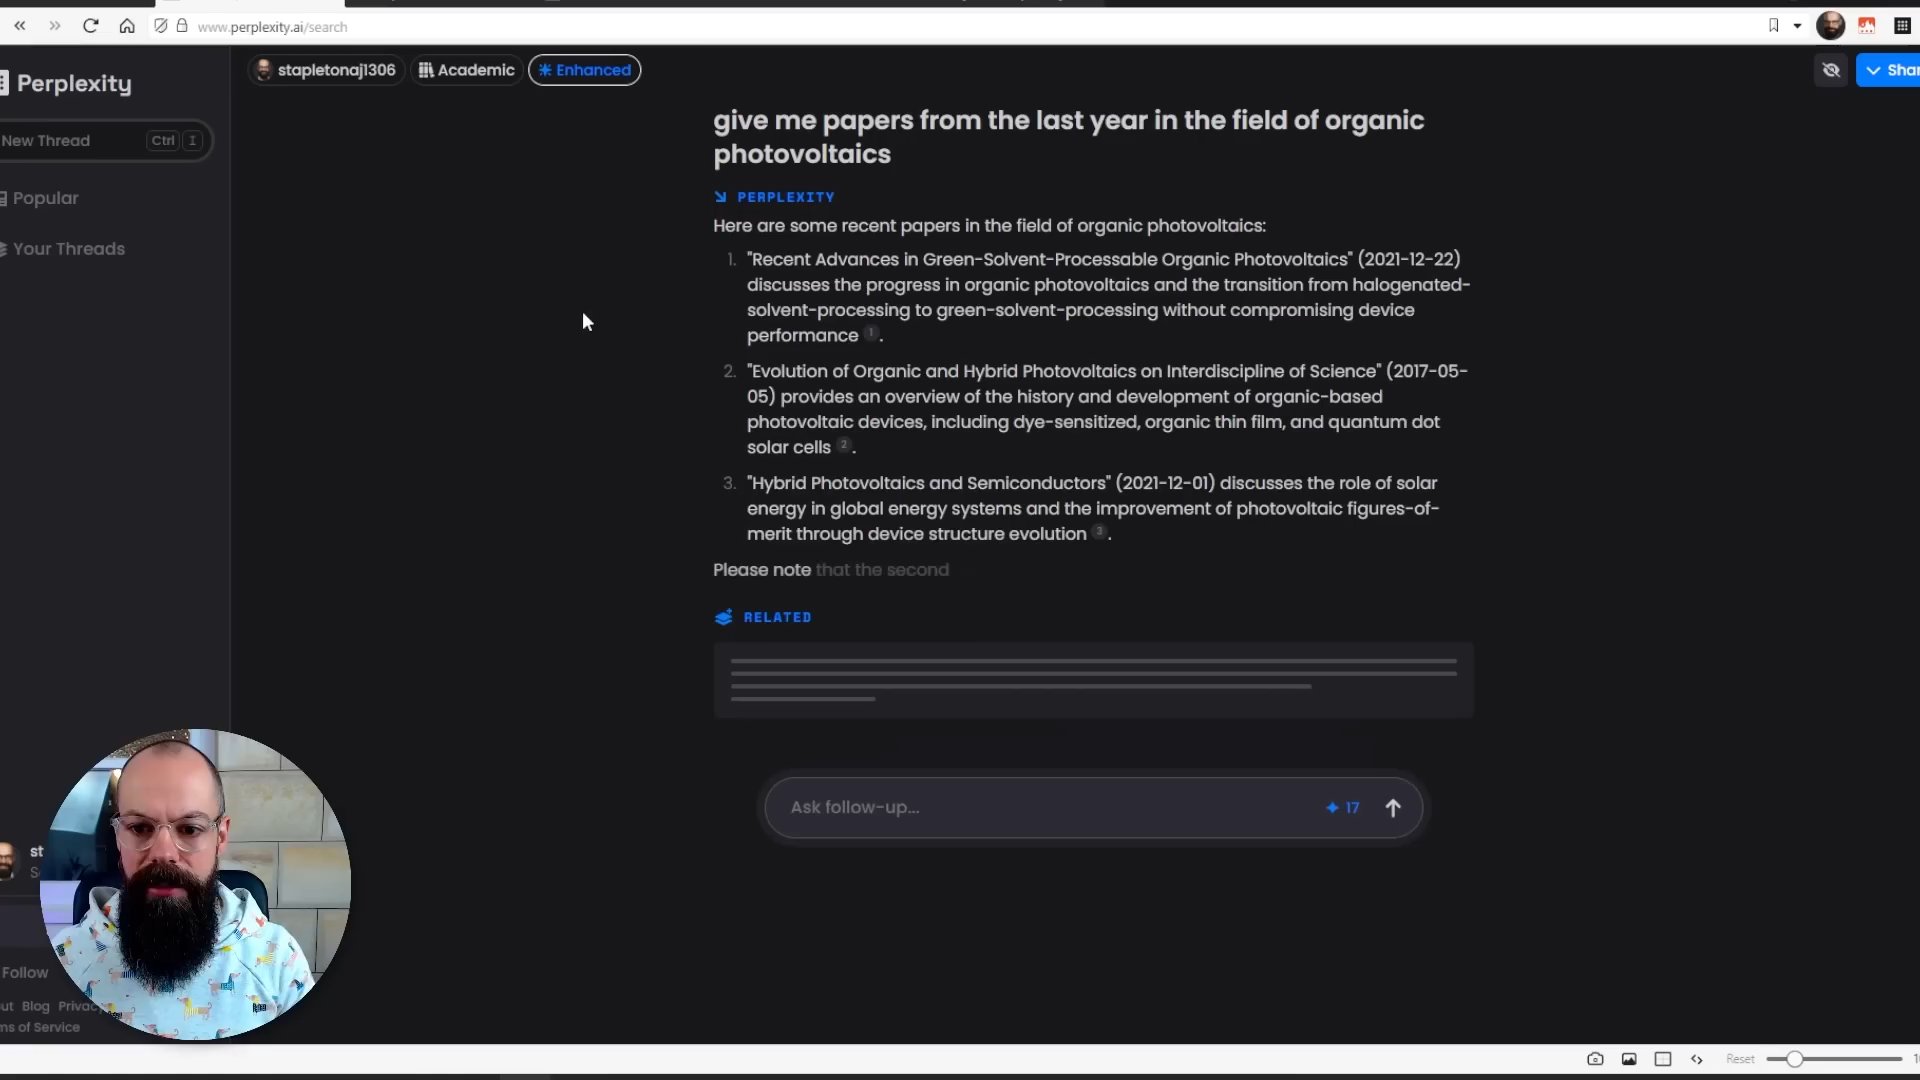 www.perplexity.ai/search
Perplexity
stapletonaj1306
Academic
Enhanced
Shar
New Thread
Ctrl
I
Popular
Your Threads
give me papers from the last year in the field of organic
photovoltaics
PERPLEXITY
Here are some recent papers in the field of organic photovoltaics:
1. "Recent Advances in Green-Solvent-Processable Organic Photovoltaics" (2021-12-22)
discusses the progress in organic photovoltaics and the transition from halogenated-
solvent-processing to green-solvent-processing without compromising device
performance 1.
2. "Evolution of Organic and Hybrid Photovoltaics on Interdiscipline of Science" (2017-05-
05) provides an overview of the history and development of organic-based
photovoltaic devices, including dye-sensitized, organic thin film, and quantum dot
solar cells 2.
3. "Hybrid Photovoltaics and Semiconductors" (2021-12-01) discusses the role of solar
energy in global energy systems and the improvement of photovoltaic figures-of-
merit through device structure evolution 3.
Please note that the second
RELATED
Ask follow-up...
17
st
S
Follow
ut Blog Privac
ms of Service
Reset